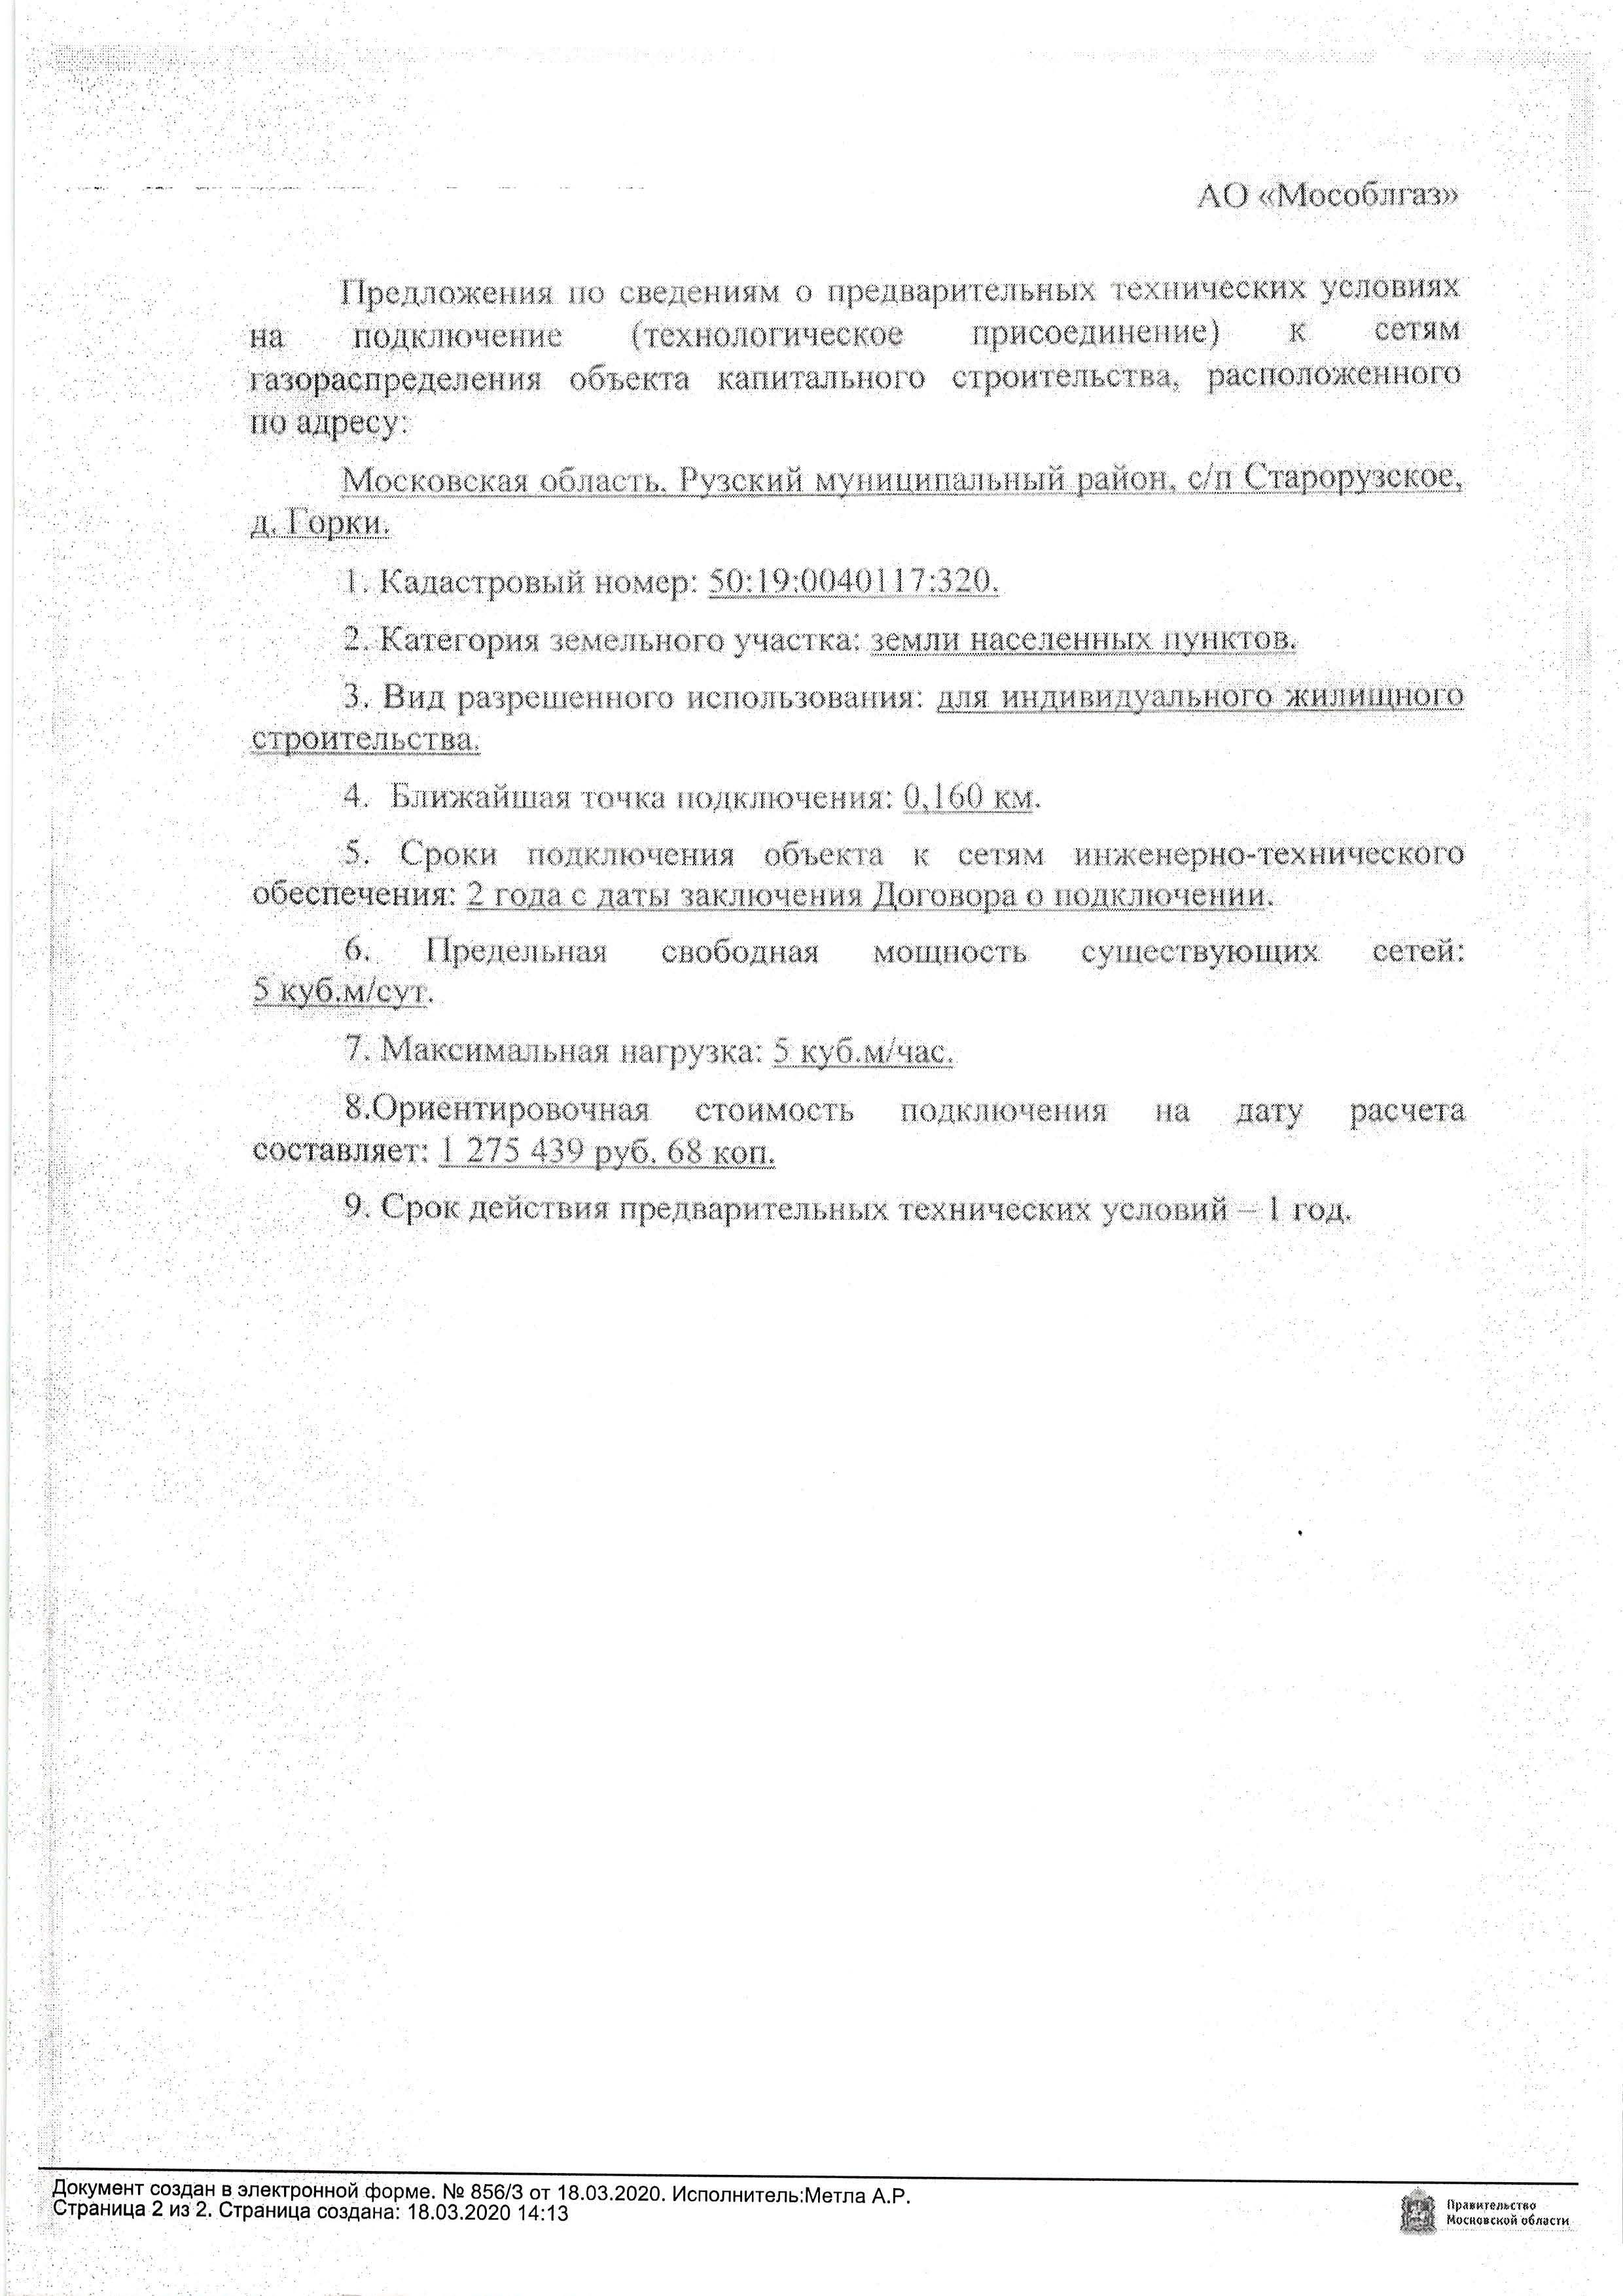 АО «Мособлгаз»
Предложения по сведениям о предварительных технических условиях
на подключение (технологическое присоединение) к сетям
газораспределения объекта капитального строительства, расположенного
по адресу:
Московская область, Рузский муниципальный район, с/п Старорузское,
д. Горки.
1. Кадастровый номер: 50:19:0040117:320.
2. Категория земельного участка: земли населенных пунктов.
3. Вид разрешенного использования: для индивидуального жилищного
строительства.
4. Ближайшая точка подключения: 0,160 км.
5. Сроки подключения объекта к сетям инженерно-технического
обеспечения: 2 года с даты заключения Договора о подключении.
6. Предельная свободная мощность существующих сетей:
5 куб.м/сут.
7. Максимальная нагрузка: 5 куб.м/час.
8.Ориентировочная стоимость подключения на дату расчета
составляет: 1 275 439 руб. 68 коп.
9. Срок действия предварительных технических условий – 1 год.
Документ создан в электронной форме. № 856/3 от 18.03.2020. Исполнитель:Метла А.Р.
Страница 2 из 2. Страница создана: 18.03.2020 14:13
Правительство
Московской области